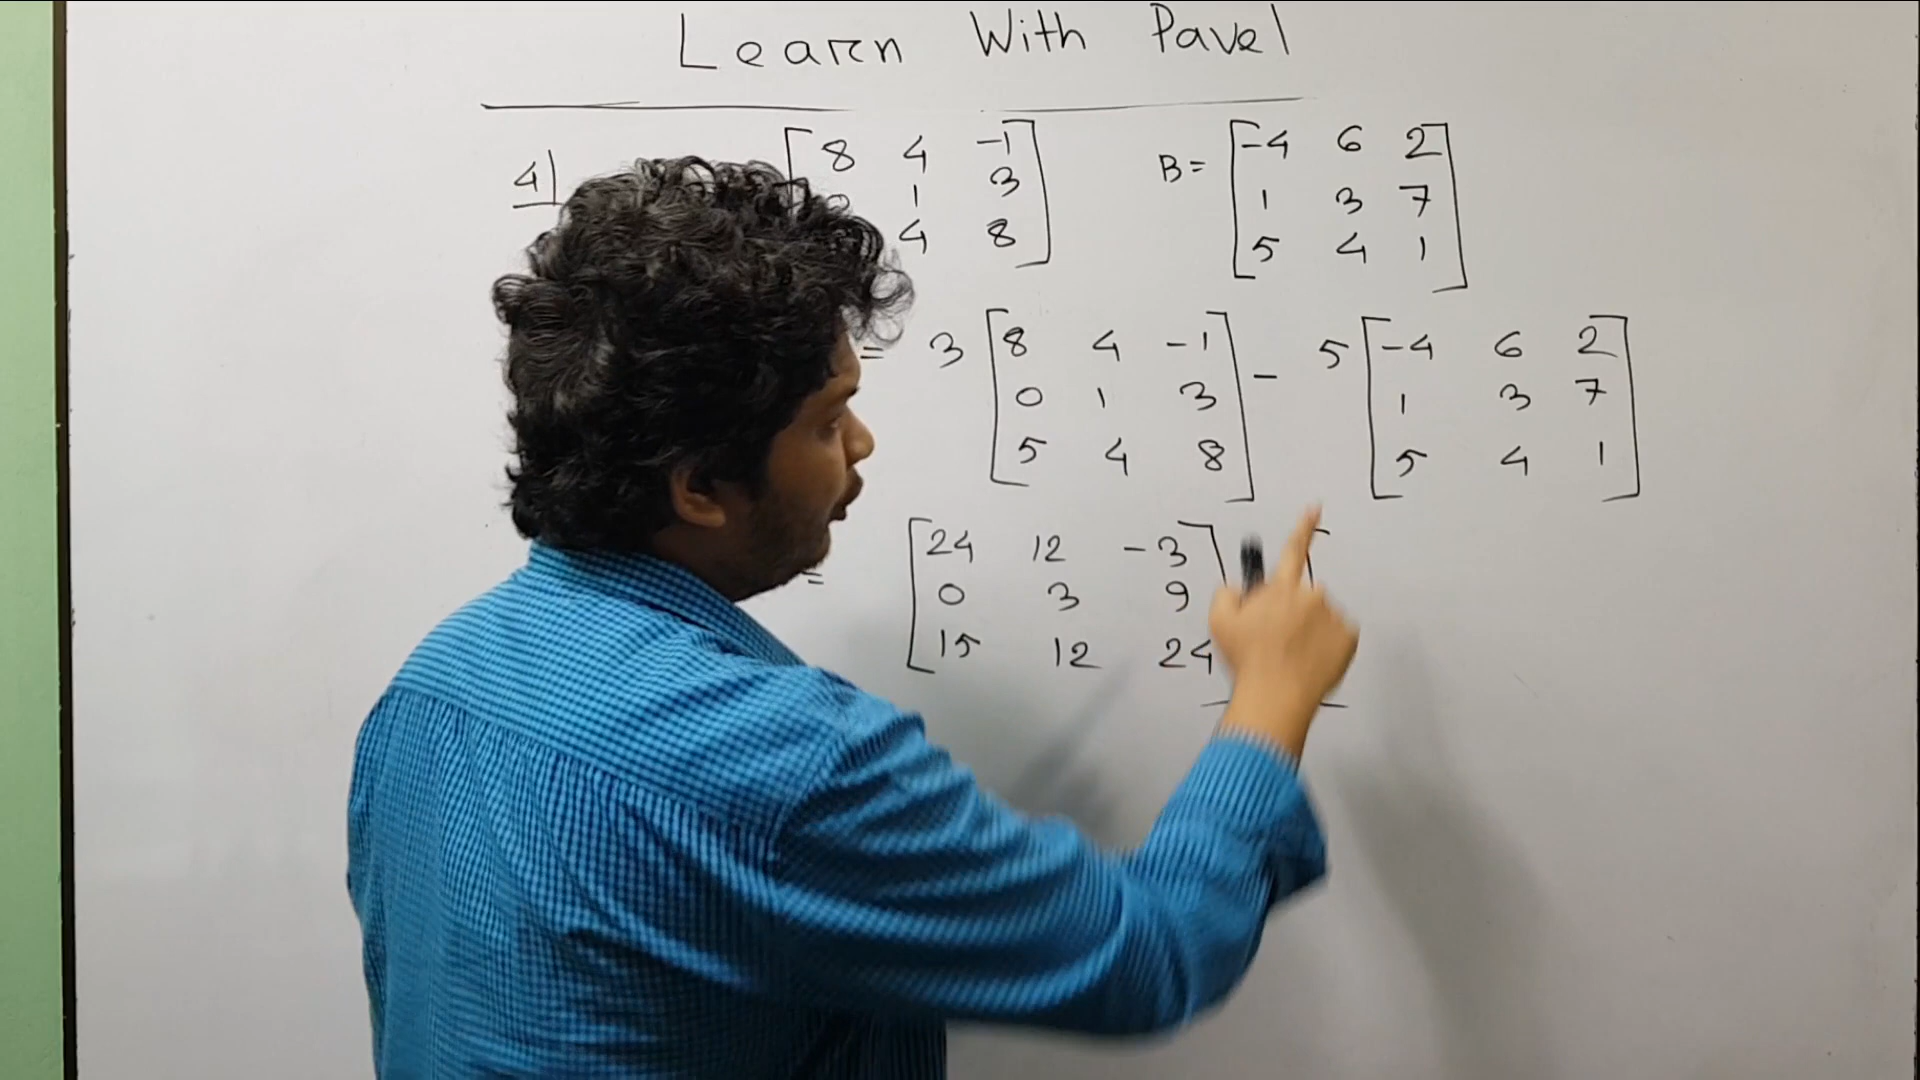 Learn With Pavel
4) 8 4 -1 B = -4 6 2
1 3 1 3 7
4 8 5 4 1
= 3 8 4 -1 - 5 -4 6 2
0 1 3 1 3 7
5 4 8 5 4 1
= 24 12 -3
0 3 9
15 12 24